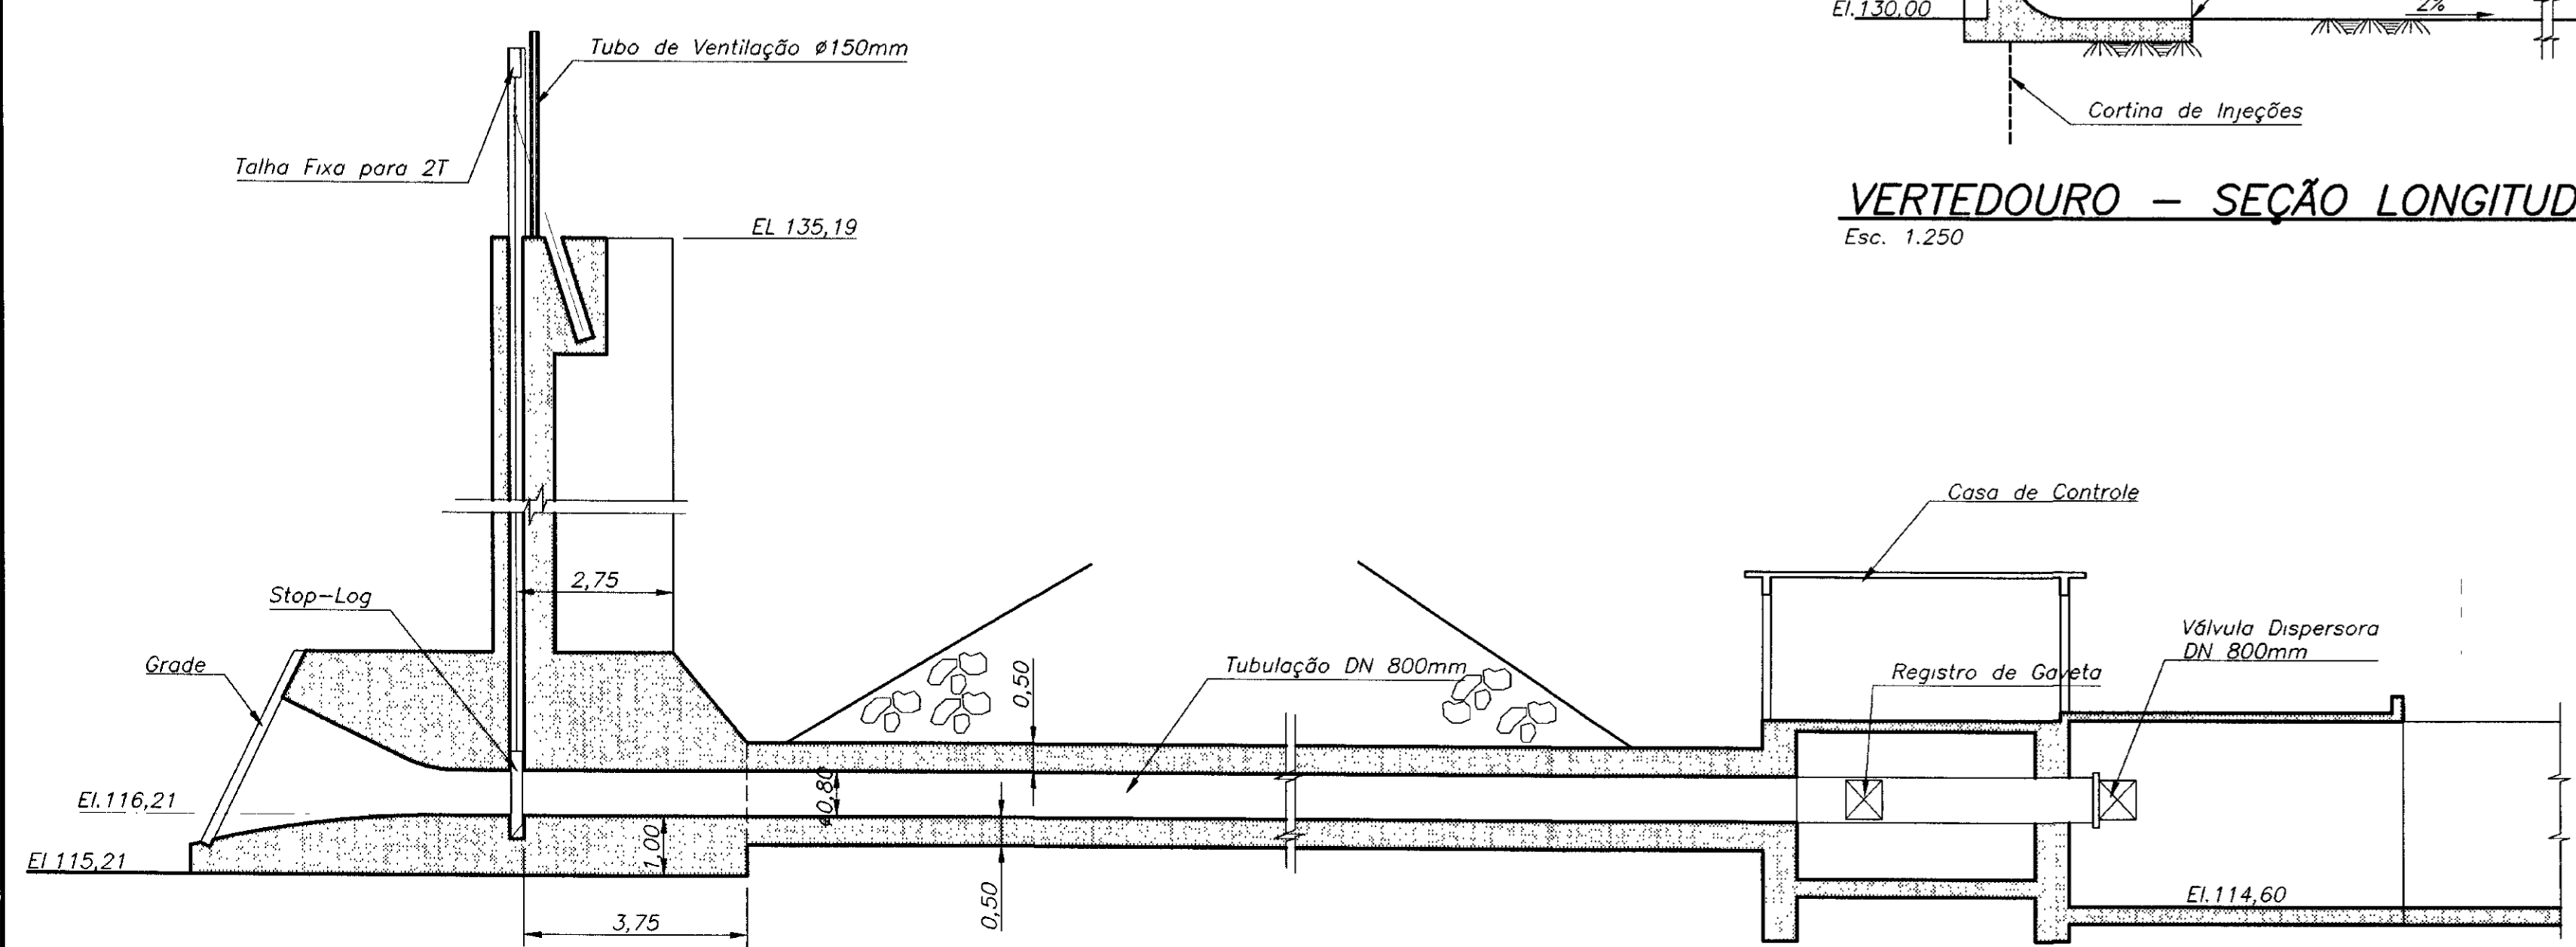 El.130,00
2%
Cortina de Injeções
VERTEDOURO – SEÇÃO LONGITUD
Esc. 1.250
Tubo de Ventilação ø150mm
Talha Fixa para 2T
EL 135,19
2,75
Stop-Log
Grade
El.116,21
El 115,21
ø0,80
1,00
3,75
0,50
0,50
Tubulação DN 800mm
Casa de Controle
Registro de Gaveta
Válvula Dispersora
DN 800mm
El.114,60